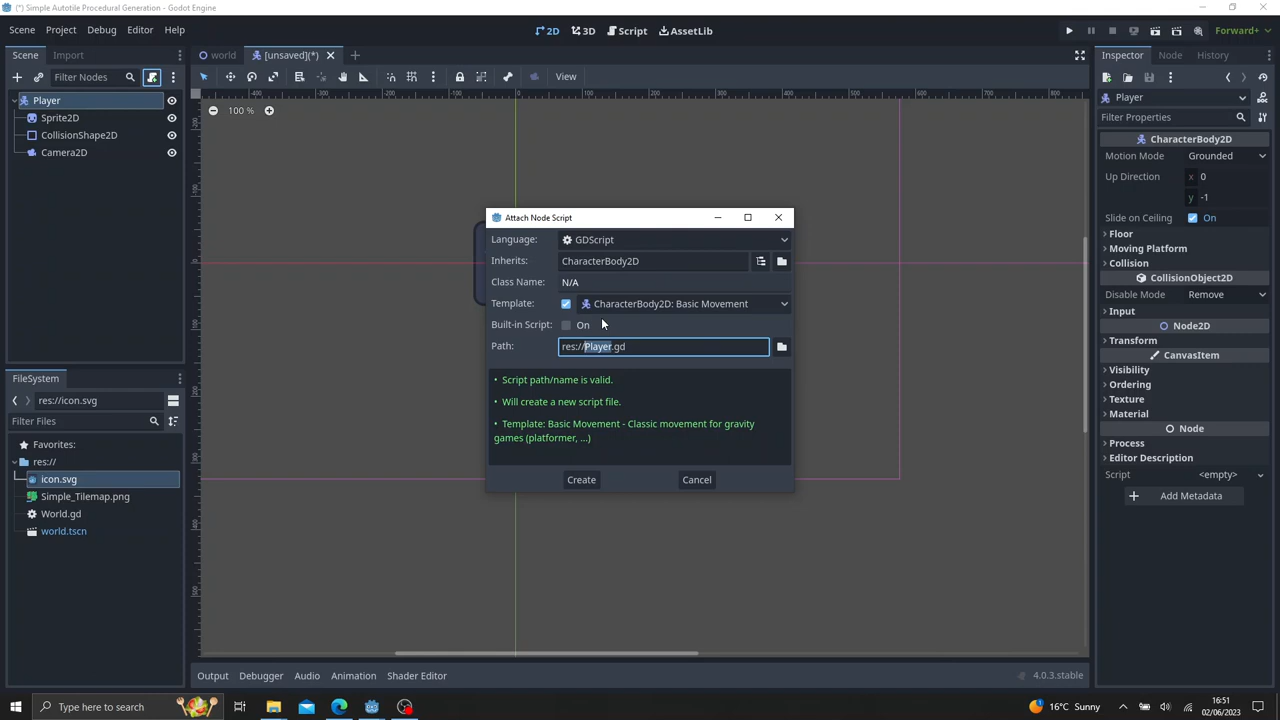 (*) Simple Autotile Procedural Generation - Godot Engine
Scene Project Debug Editor Help
2D 3D Script AssetLib
Forward+
Scene Import
world [unsaved](*)
Inspector Node History
Filter Nodes
View
Player
Sprite2D
CollisionShape2D
Camera2D
100 %
Player
Filter Properties
CharacterBody2D
Motion Mode Grounded
Up Direction x 0
y -1
Slide on Ceiling On
Floor
Moving Platform
Collision
CollisionObject2D
Disable Mode Remove
Input
Node2D
Transform
CanvasItem
Visibility
Ordering
Texture
Material
Node
Process
Editor Description
Script <empty>
Add Metadata
Attach Node Script
Language: GDScript
Inherits: CharacterBody2D
Class Name: N/A
Template: CharacterBody2D: Basic Movement
Built-in Script: On
Path: res://Player.gd
• Script path/name is valid.
• Will create a new script file.
• Template: Basic Movement - Classic movement for gravity
games (platformer, ...)
Create Cancel
FileSystem
res://icon.svg
Filter Files
Favorites:
res://
icon.svg
Simple_Tilemap.png
World.gd
world.tscn
Output Debugger Audio Animation Shader Editor
4.0.3.stable
Type here to search
16°C Sunny
16:51
02/06/2023